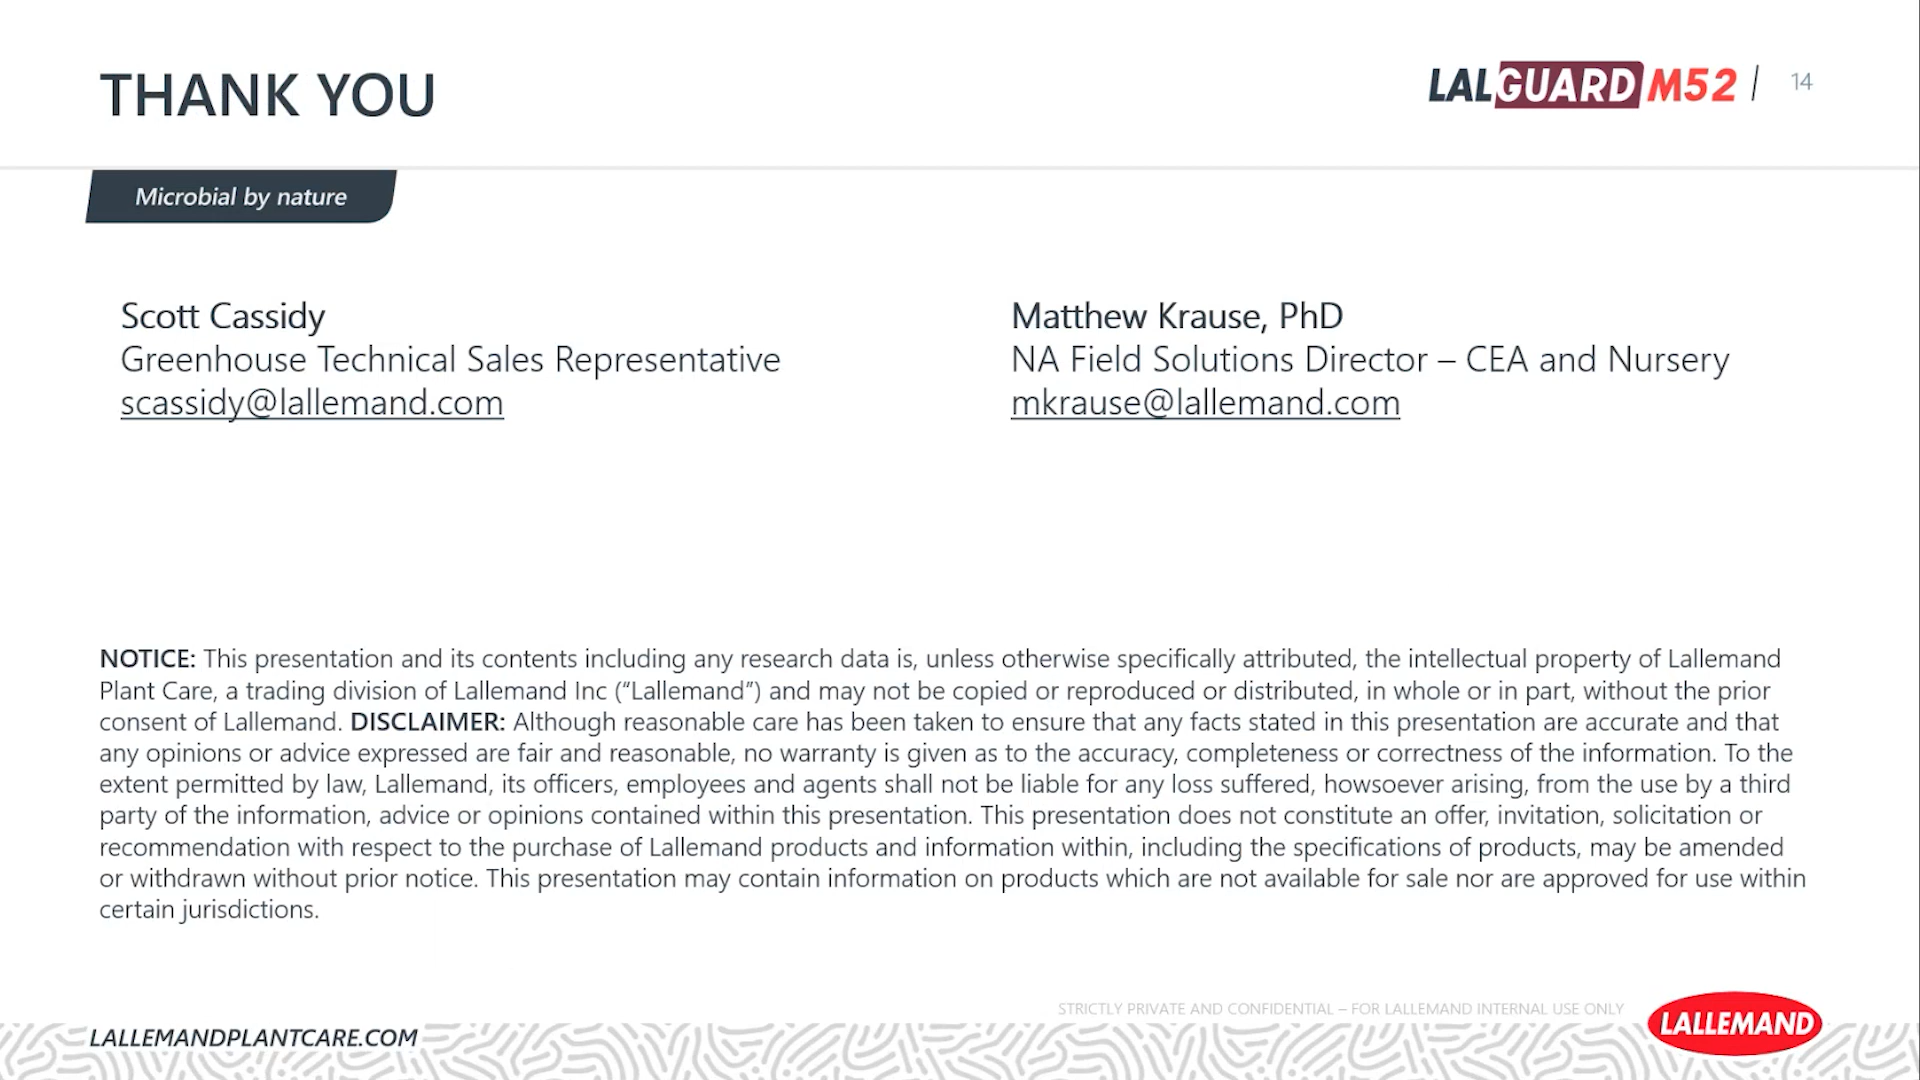 THANK YOU
LALGUARD M52 | 14
Microbial by nature
Scott Cassidy
Greenhouse Technical Sales Representative
scassidy@lallemand.com
Matthew Krause, PhD
NA Field Solutions Director – CEA and Nursery
mkrause@lallemand.com
NOTICE: This presentation and its contents including any research data is, unless otherwise specifically attributed, the intellectual property of Lallemand
Plant Care, a trading division of Lallemand Inc (“Lallemand”) and may not be copied or reproduced or distributed, in whole or in part, without the prior
consent of Lallemand. DISCLAIMER: Although reasonable care has been taken to ensure that any facts stated in this presentation are accurate and that
any opinions or advice expressed are fair and reasonable, no warranty is given as to the accuracy, completeness or correctness of the information. To the
extent permitted by law, Lallemand, its officers, employees and agents shall not be liable for any loss suffered, howsoever arising, from the use by a third
party of the information, advice or opinions contained within this presentation. This presentation does not constitute an offer, invitation, solicitation or
recommendation with respect to the purchase of Lallemand products and information within, including the specifications of products, may be amended
or withdrawn without prior notice. This presentation may contain information on products which are not available for sale nor are approved for use within
certain jurisdictions.
STRICTLY PRIVATE AND CONFIDENTIAL – FOR LALLEMAND INTERNAL USE ONLY
LALLEMAND
LALLEMANDPLANTCARE.COM